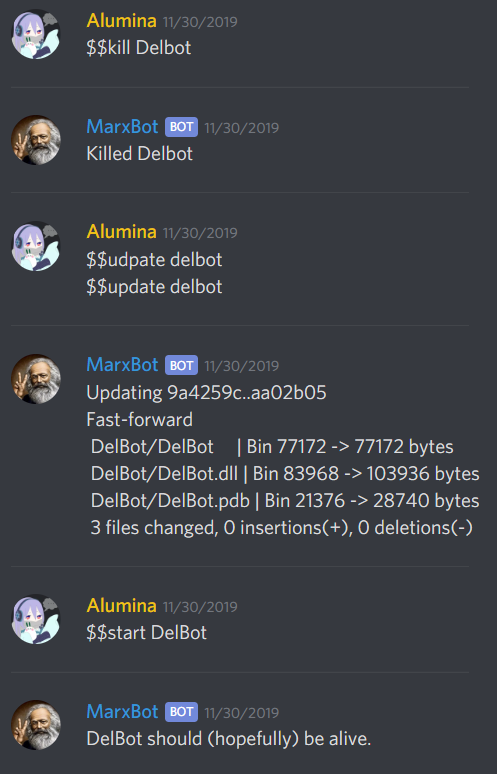 Alumina 11/30/2019
$$kill Delbot
MarxBot BOT 11/30/2019
Killed Delbot
Alumina 11/30/2019
$$udpate delbot
$$update delbot
MarxBot BOT 11/30/2019
Updating 9a4259c..aa02b05
Fast-forward
DelBot/DelBot | Bin 77172 -> 77172 bytes
DelBot/DelBot.dll | Bin 83968 -> 103936 bytes
DelBot/DelBot.pdb | Bin 21376 -> 28740 bytes
3 files changed, 0 insertions(+), 0 deletions(-)
Alumina 11/30/2019
$$start DelBot
MarxBot BOT 11/30/2019
DelBot should (hopefully) be alive.